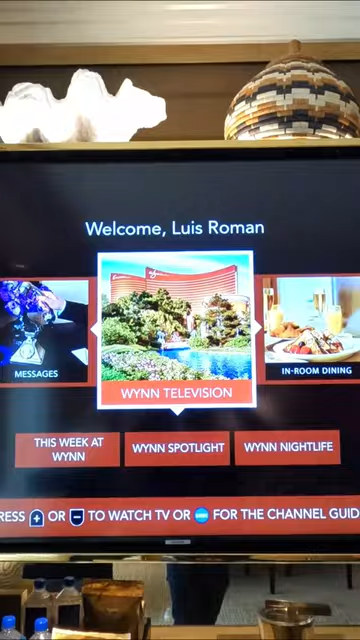 Welcome, Luis Roman
MESSAGES
WYNN TELEVISION
IN-ROOM DINING
THIS WEEK AT
WYNN
WYNN SPOTLIGHT
WYNN NIGHTLIFE
RESS + OR − TO WATCH TV OR FOR THE CHANNEL GUID